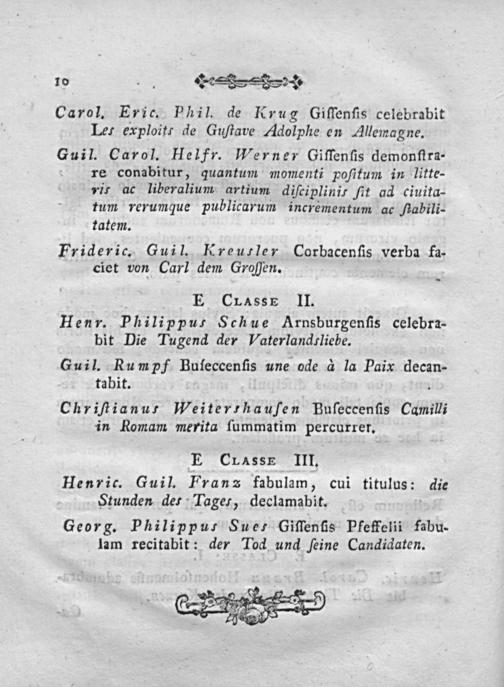 10
Carol. Eric. Phil. de Krug Giſſenſis celebrabit
Les exploits de Guſtave Adolphe en Allemagne.
Guil. Carol. Helfr. Werner Giſſenſis demonſtra-
re conabitur, quantum momenti poſitum in litte-
ris ac liberalium artium diſciplinis ſit ad civita-
tum rerumque publicarum incrementum ac ſtabili-
tatem.
Frideric. Guil. Kreusler Corbacenſis verba fa-
ciet von Carl dem Groſſen.
E Classe II.
Henr. Philippus Schue Arnsburgenſis celebra-
bit Die Tugend der Vaterlandsliebe.
Guil. Rumpf Buſeccenſis une ode à la Paix decan-
tabit.
Chriſtianus Weitershauſen Buſeccenſis Camilli
in Romam merita ſummatim percurret.
E Classe III.
Henric. Guil. Franz fabulam, cui titulus: die
Stunden des Tages, declamabit.
Georg. Philippus Sues Giſſenſis Pfeffelii fabu-
lam recitabit: der Tod und ſeine Candidaten.